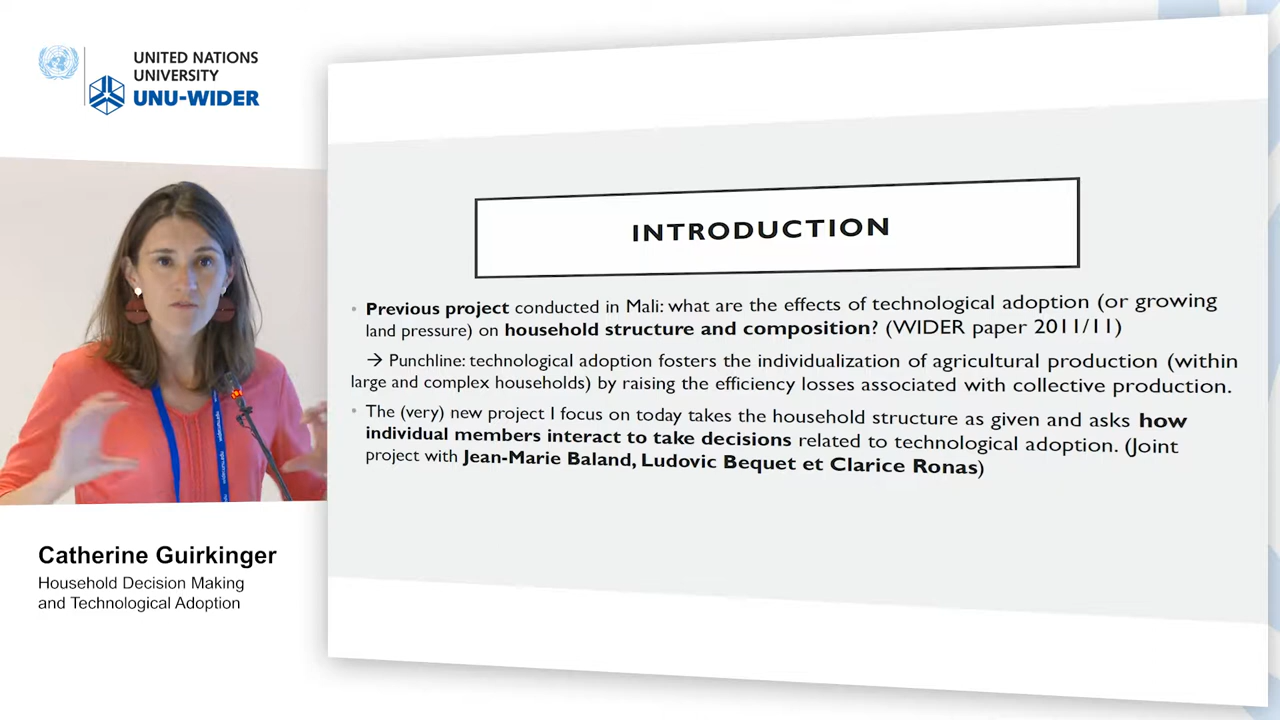 UNITED NATIONS
UNIVERSITY
UNU-WIDER
INTRODUCTION
• Previous project conducted in Mali: what are the effects of technological adoption (or growing
land pressure) on household structure and composition? (WIDER paper 2011/11)
→ Punchline: technological adoption fosters the individualization of agricultural production (within
large and complex households) by raising the efficiency losses associated with collective production.
• The (very) new project I focus on today takes the household structure as given and asks how
individual members interact to take decisions related to technological adoption. (Joint
project with Jean-Marie Baland, Ludovic Bequet et Clarice Ronas)
Catherine Guirkinger
Household Decision Making
and Technological Adoption